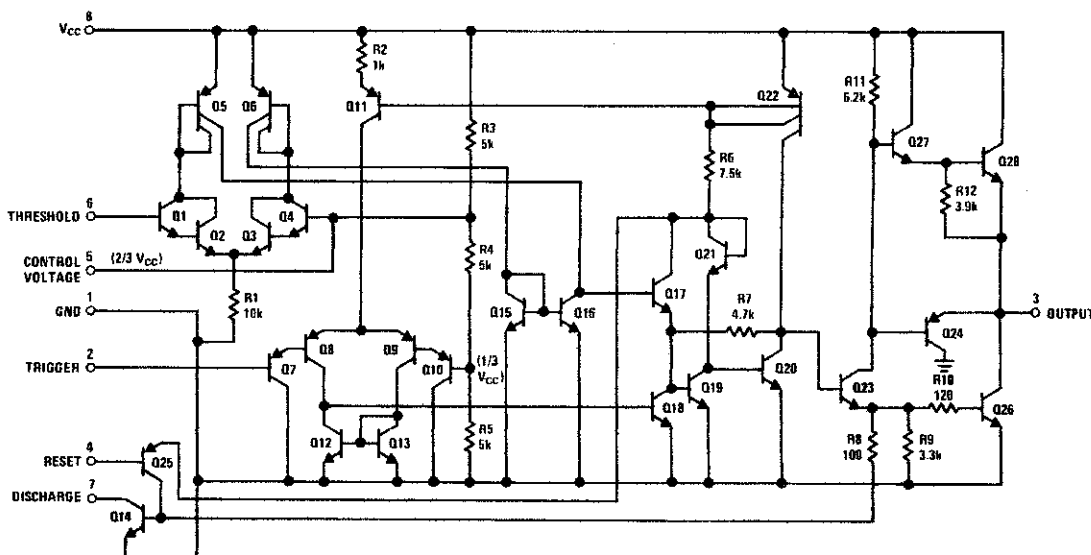 8
VCC
R2
1k
R11
6.2k
Q5
Q6
Q11
Q22
R3
5k
Q27
Q28
R6
7.5k
R12
3.9k
6
THRESHOLD
Q1
Q2
Q3
Q4
5
CONTROL
VOLTAGE
(2/3 VCC)
R4
5k
Q21
1
GND
R1
10k
Q15
Q16
Q17
R7
4.7k
3
OUTPUT
Q24
2
TRIGGER
Q7
Q8
Q9
Q10
(1/3
VCC)
Q18
Q19
Q20
Q23
R10
120
Q26
Q12
Q13
R5
5k
R8
100
R9
3.3k
4
RESET
Q25
7
DISCHARGE
Q14